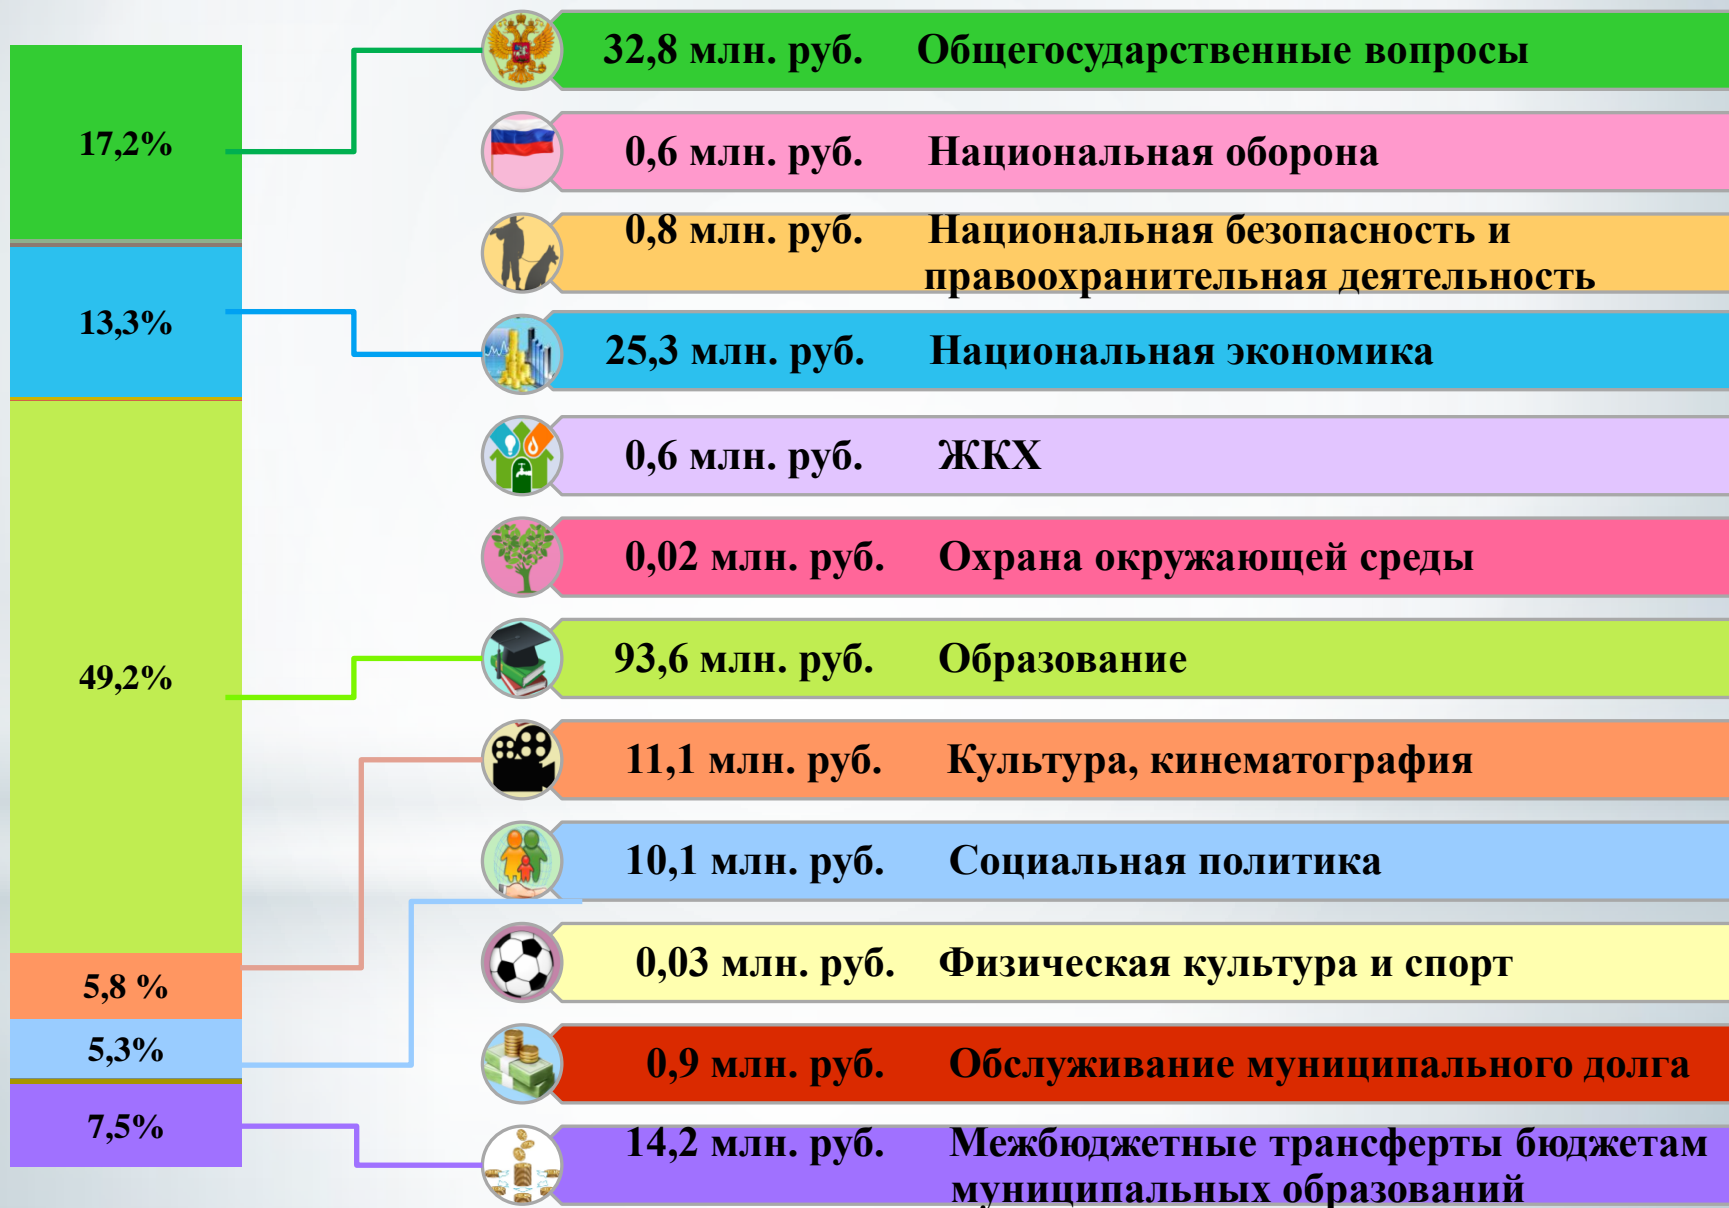 17,2%
13,3%
49,2%
5,8 %
5,3%
7,5%
32,8 млн. руб. Общегосударственные вопросы
0,6 млн. руб. Национальная оборона
0,8 млн. руб. Национальная безопасность и
правоохранительная деятельность
25,3 млн. руб. Национальная экономика
0,6 млн. руб. ЖКХ
0,02 млн. руб. Охрана окружающей среды
93,6 млн. руб. Образование
11,1 млн. руб. Культура, кинематография
10,1 млн. руб. Социальная политика
0,03 млн. руб. Физическая культура и спорт
0,9 млн. руб. Обслуживание муниципального долга
14,2 млн. руб. Межбюджетные трансферты бюджетам
муниципальных образований